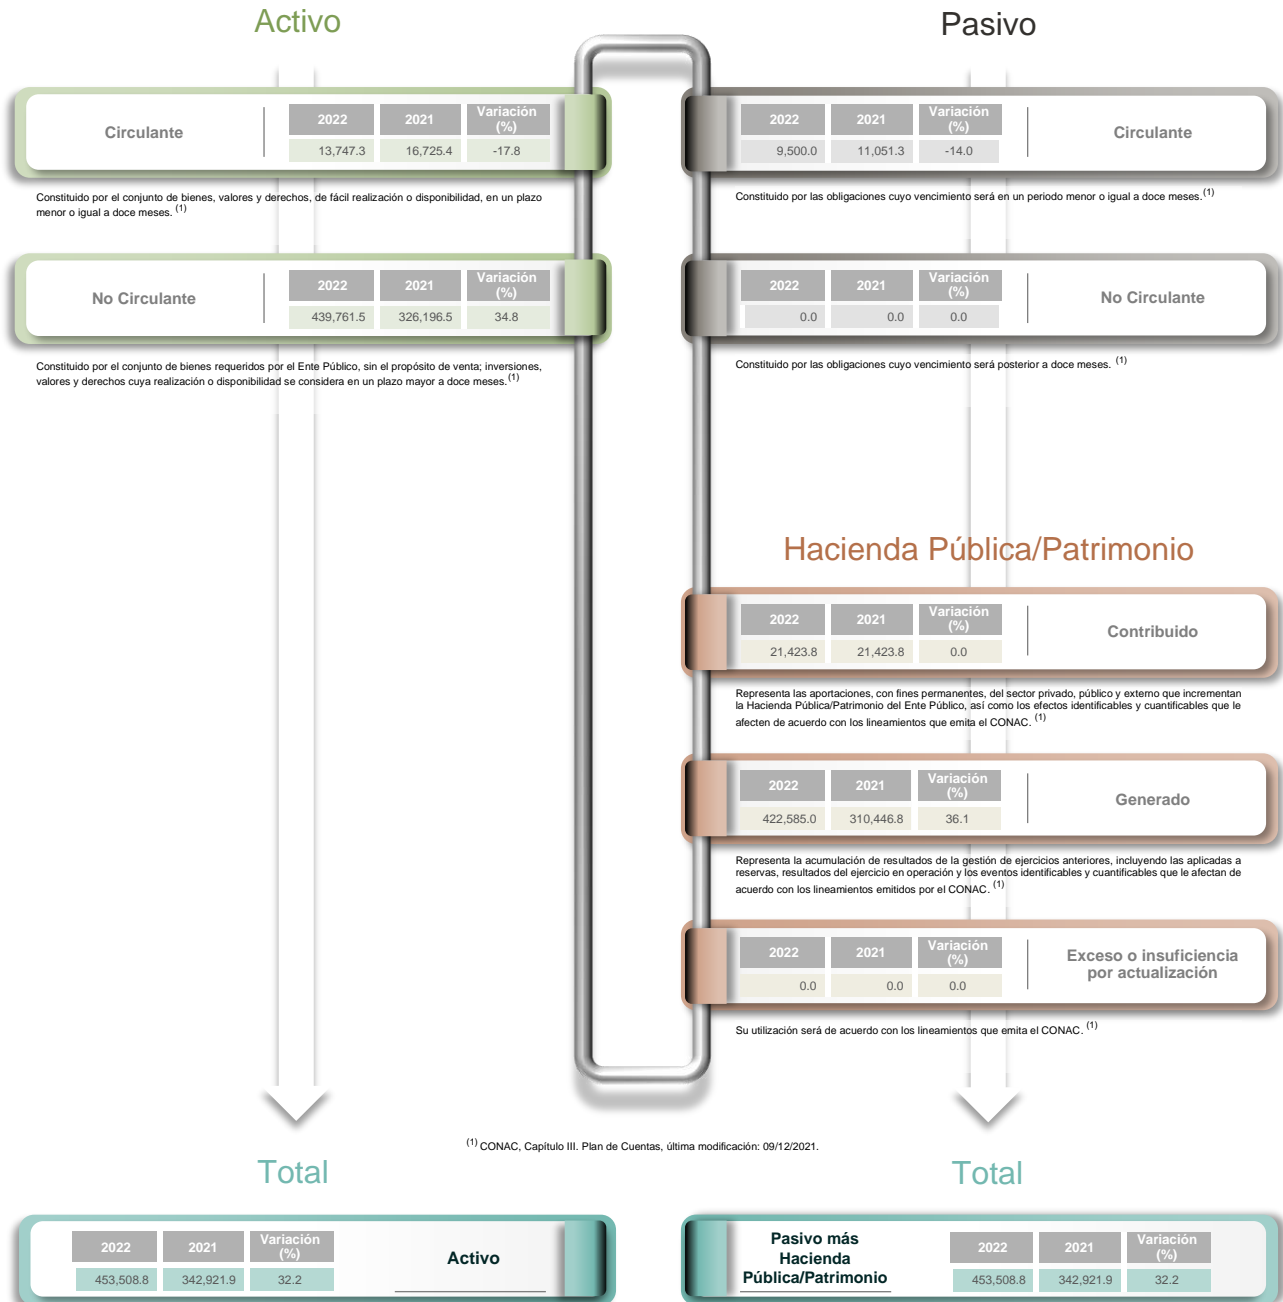 Activo
Circulante
2022 2021 Variación (%)
13,747.3 16,725.4 -17.8
Constituido por el conjunto de bienes, valores y derechos, de fácil realización o disponibilidad, en un plazo
menor o igual a doce meses. (1)
No Circulante
2022 2021 Variación (%)
439,761.5 326,196.5 34.8
Constituido por el conjunto de bienes requeridos por el Ente Público, sin el propósito de venta; inversiones,
valores y derechos cuya realización o disponibilidad se considera en un plazo mayor a doce meses. (1)
Pasivo
2022 2021 Variación (%)
9,500.0 11,051.3 -14.0
Circulante
Constituido por las obligaciones cuyo vencimiento será en un periodo menor o igual a doce meses. (1)
2022 2021 Variación (%)
0.0 0.0 0.0
No Circulante
Constituido por las obligaciones cuyo vencimiento será posterior a doce meses. (1)
Hacienda Pública/Patrimonio
2022 2021 Variación (%)
21,423.8 21,423.8 0.0
Contribuido
Representa las aportaciones, con fines permanentes, del sector privado, público y externo que incrementan
la Hacienda Pública/Patrimonio del Ente Público, así como los efectos identificables y cuantificables que le
afecten de acuerdo con los lineamientos que emita el CONAC. (1)
2022 2021 Variación (%)
422,585.0 310,446.8 36.1
Generado
Representa la acumulación de resultados de la gestión de ejercicios anteriores, incluyendo las aplicadas a
reservas, resultados del ejercicio en operación y los eventos identificables y cuantificables que le afectan de
acuerdo con los lineamientos emitidos por el CONAC. (1)
2022 2021 Variación (%)
0.0 0.0 0.0
Exceso o insuficiencia
por actualización
Su utilización será de acuerdo con los lineamientos que emita el CONAC. (1)
(1) CONAC, Capítulo III. Plan de Cuentas, última modificación: 09/12/2021.
Total
2022 2021 Variación (%)
453,508.8 342,921.9 32.2
Activo
Total
Pasivo más
Hacienda
Pública/Patrimonio
2022 2021 Variación (%)
453,508.8 342,921.9 32.2